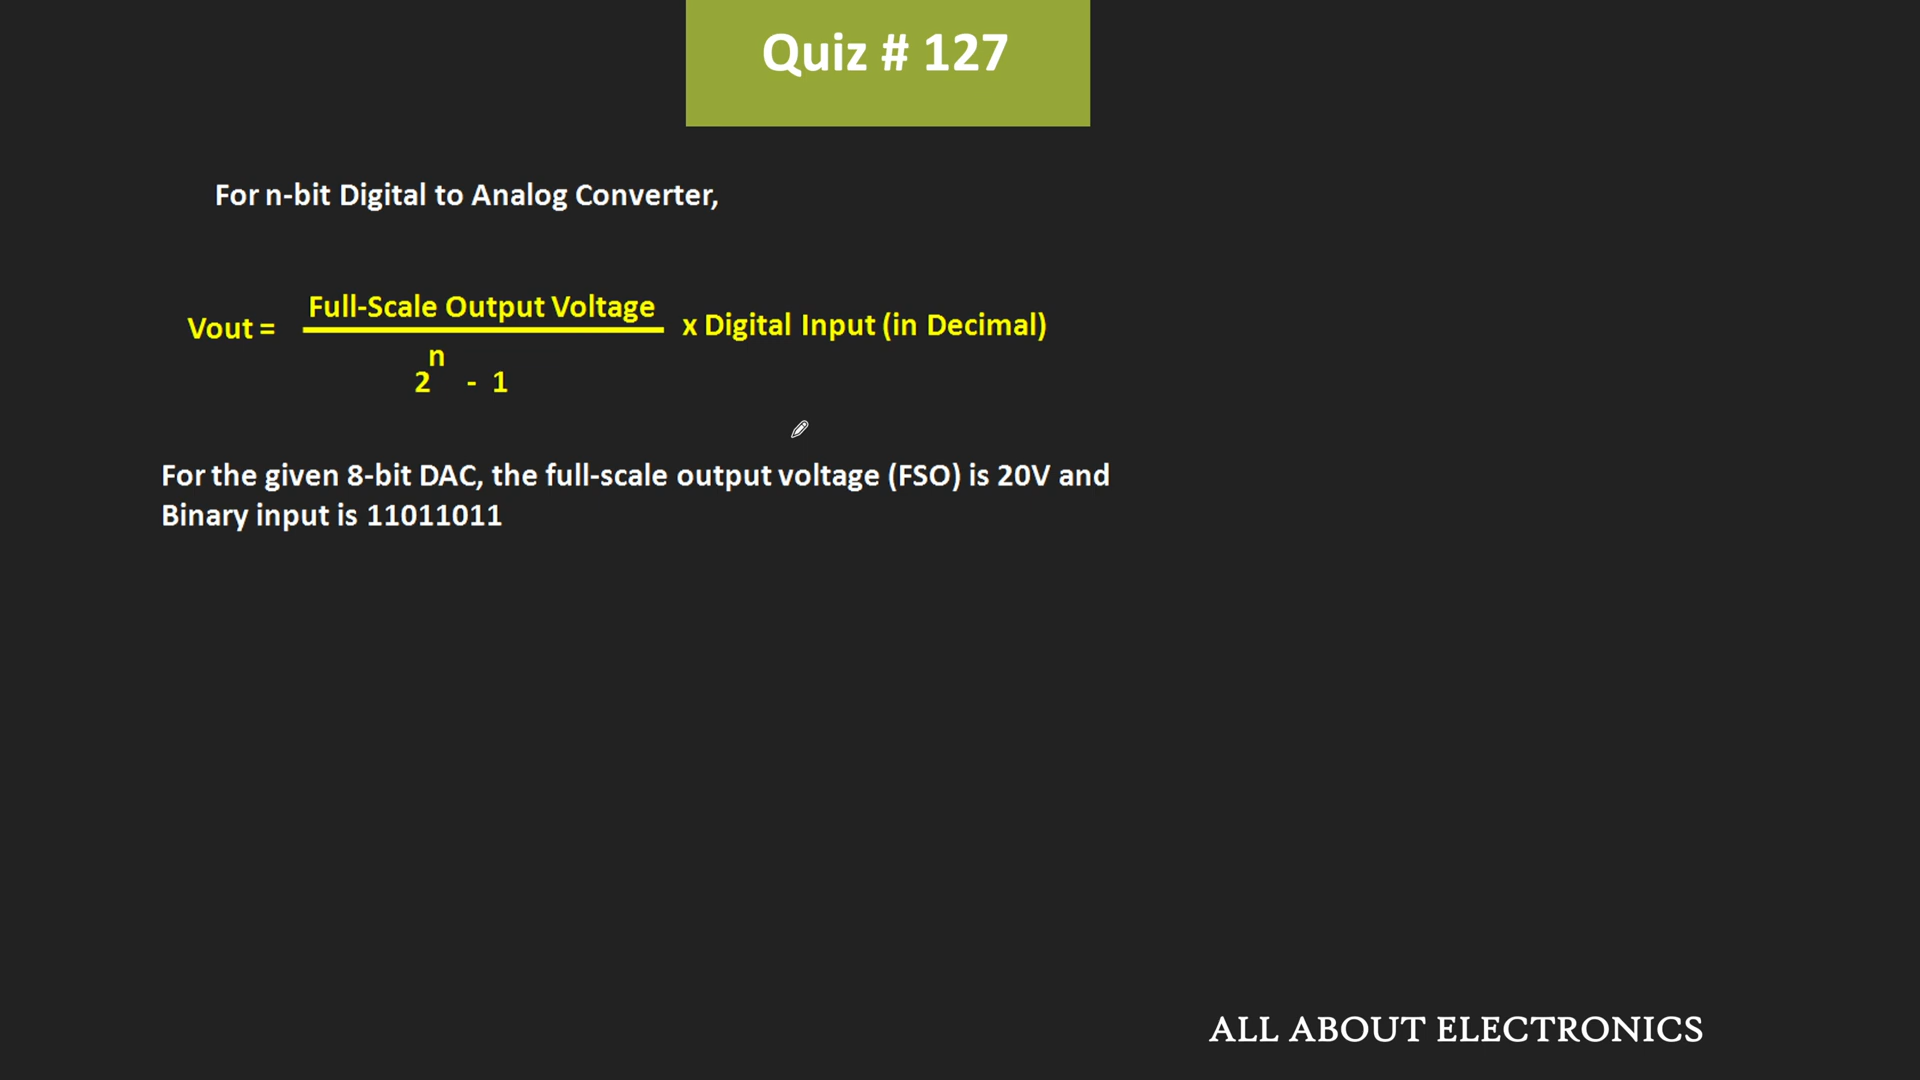 Quiz # 127
For n-bit Digital to Analog Converter,
Vout = Full-Scale Output Voltage x Digital Input (in Decimal)
2^n - 1
For the given 8-bit DAC, the full-scale output voltage (FSO) is 20V and
Binary input is 11011011
ALL ABOUT ELECTRONICS